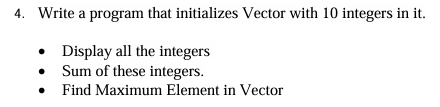 4. Write a program that initializes Vector with 10 integers in it.
• Display all the integers
• Sum of these integers.
• Find Maximum Element in Vector